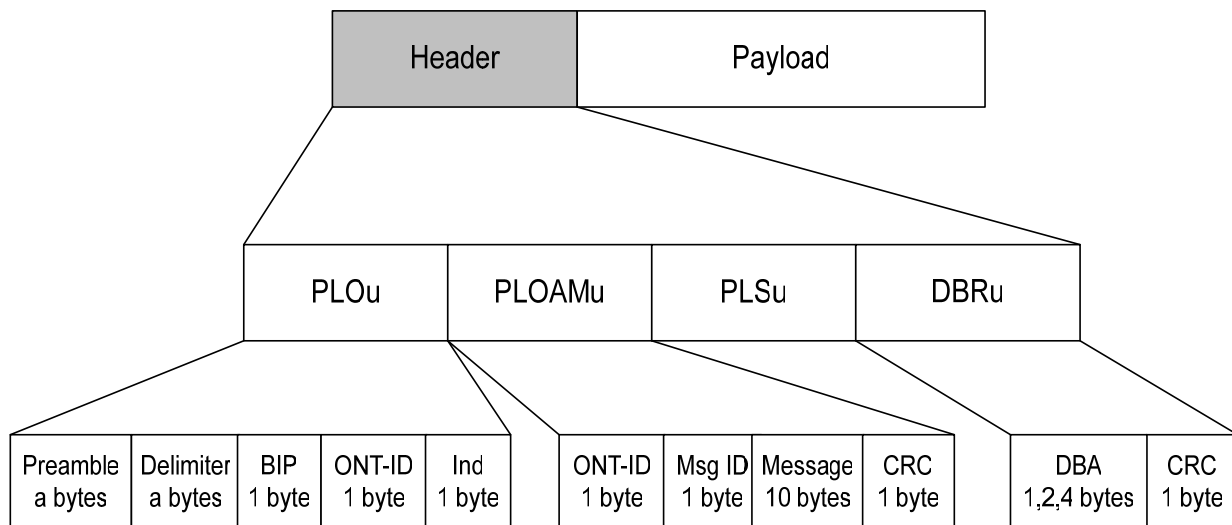 Header
Payload
PLOu
PLOAMu
PLSu
DBRu
Preamble
a bytes
Delimiter
a bytes
BIP
1 byte
ONT-ID
1 byte
Ind
1 byte
ONT-ID
1 byte
Msg ID
1 byte
Message
10 bytes
CRC
1 byte
DBA
1,2,4 bytes
CRC
1 byte